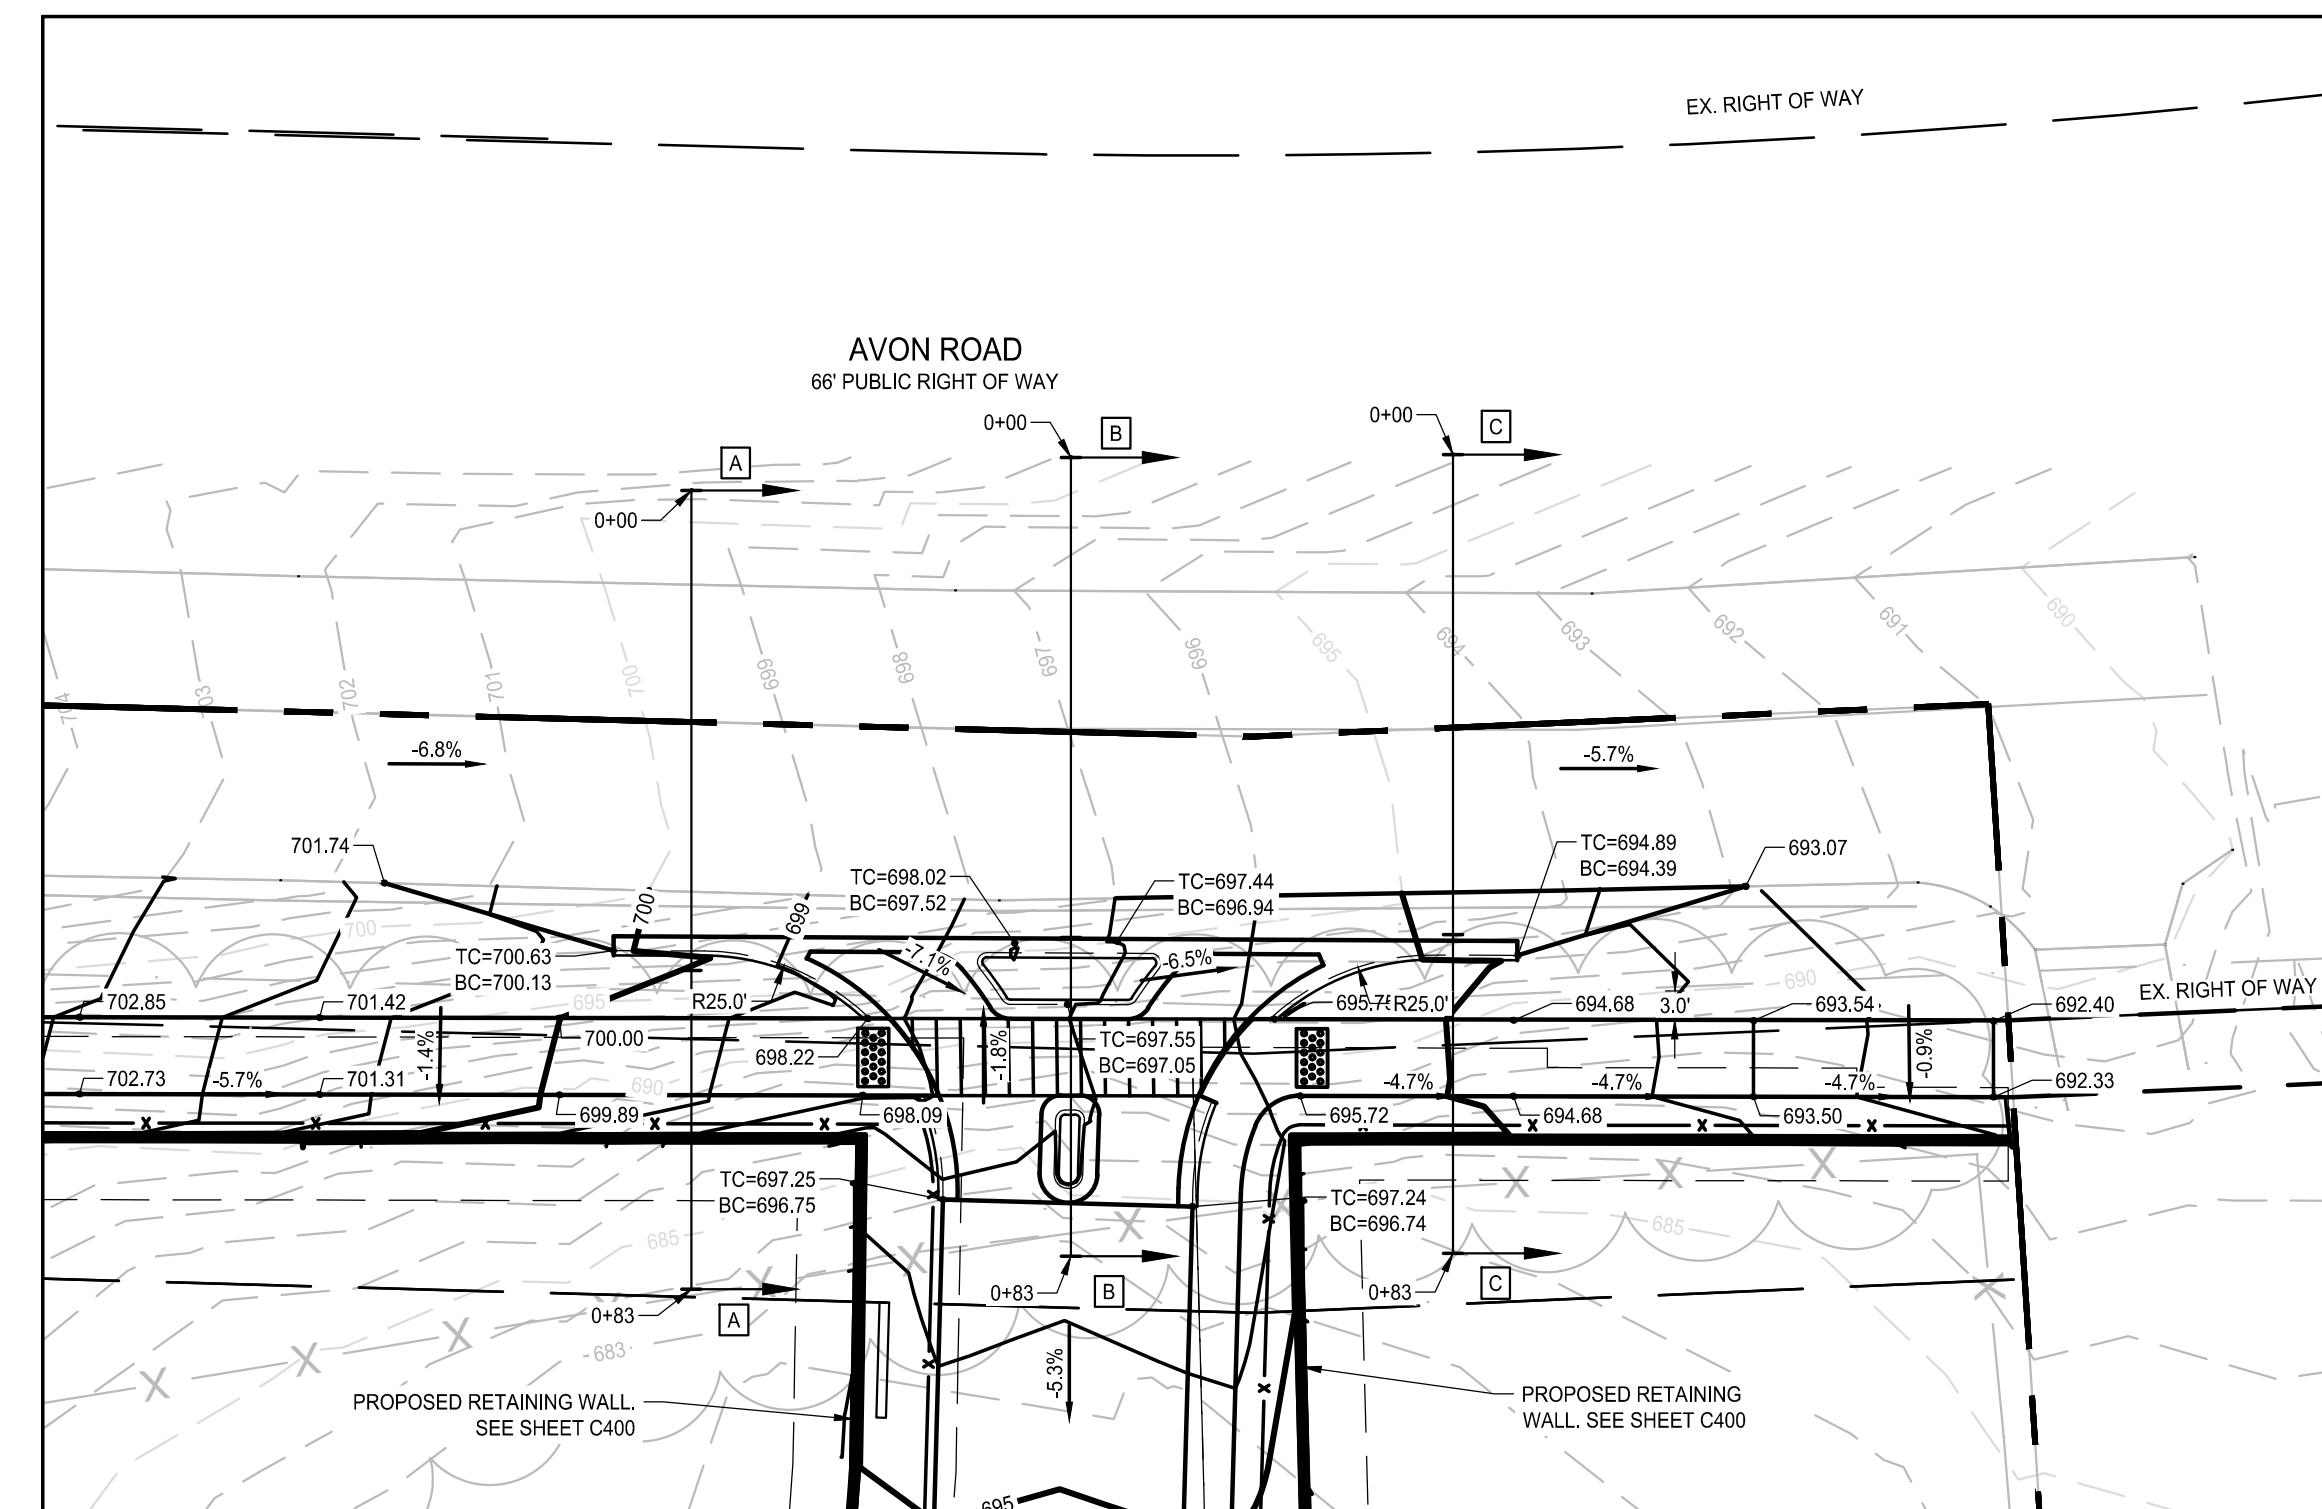 EX. RIGHT OF WAY
AVON ROAD
66' PUBLIC RIGHT OF WAY
0+00
B
0+00
C
A
0+00
704
703
702
701
700
699
698
697
696
695
694
693
692
691
690
-6.8%
-5.7%
701.74
TC=698.02
BC=697.52
TC=697.44
BC=696.94
TC=694.89
BC=694.39
693.07
700
700
699
TC=700.63
BC=700.13
-7.1%
-6.5%
690
EX. RIGHT OF WAY
702.85
701.42
695
R25.0'
R25.0'
694.68
3.0'
693.54
692.40
700.00
698.22
-1.4%
-1.8%
TC=697.55
BC=697.05
-0.9%
702.73
-5.7%
701.31
690
-4.7%
-4.7%
-4.7%
692.33
699.89
698.09
695.72
694.68
693.50
TC=697.25
BC=696.75
TC=697.24
BC=696.74
685
685
0+83
B
0+83
C
0+83
A
683
-5.3%
PROPOSED RETAINING WALL.
SEE SHEET C400
PROPOSED RETAINING
WALL. SEE SHEET C400
695